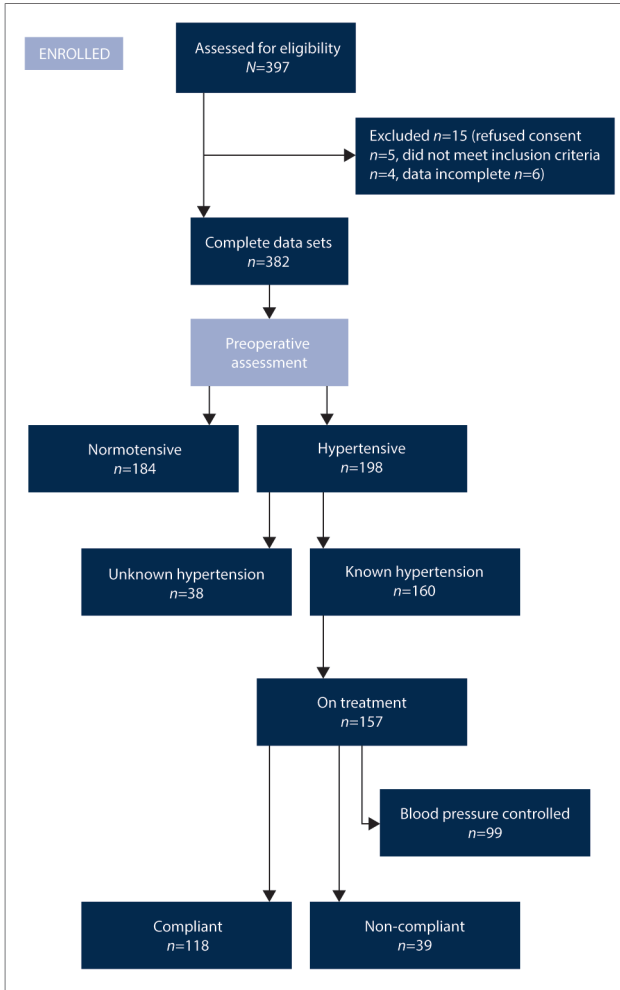 ENROLLED
Assessed for eligibility
N=397
Excluded n=15 (refused consent
n=5, did not meet inclusion criteria
n=4, data incomplete n=6)
Complete data sets
n=382
Preoperative
assessment
Normotensive
n=184
Hypertensive
n=198
Unknown hypertension
n=38
Known hypertension
n=160
On treatment
n=157
Blood pressure controlled
n=99
Compliant
n=118
Non-compliant
n=39